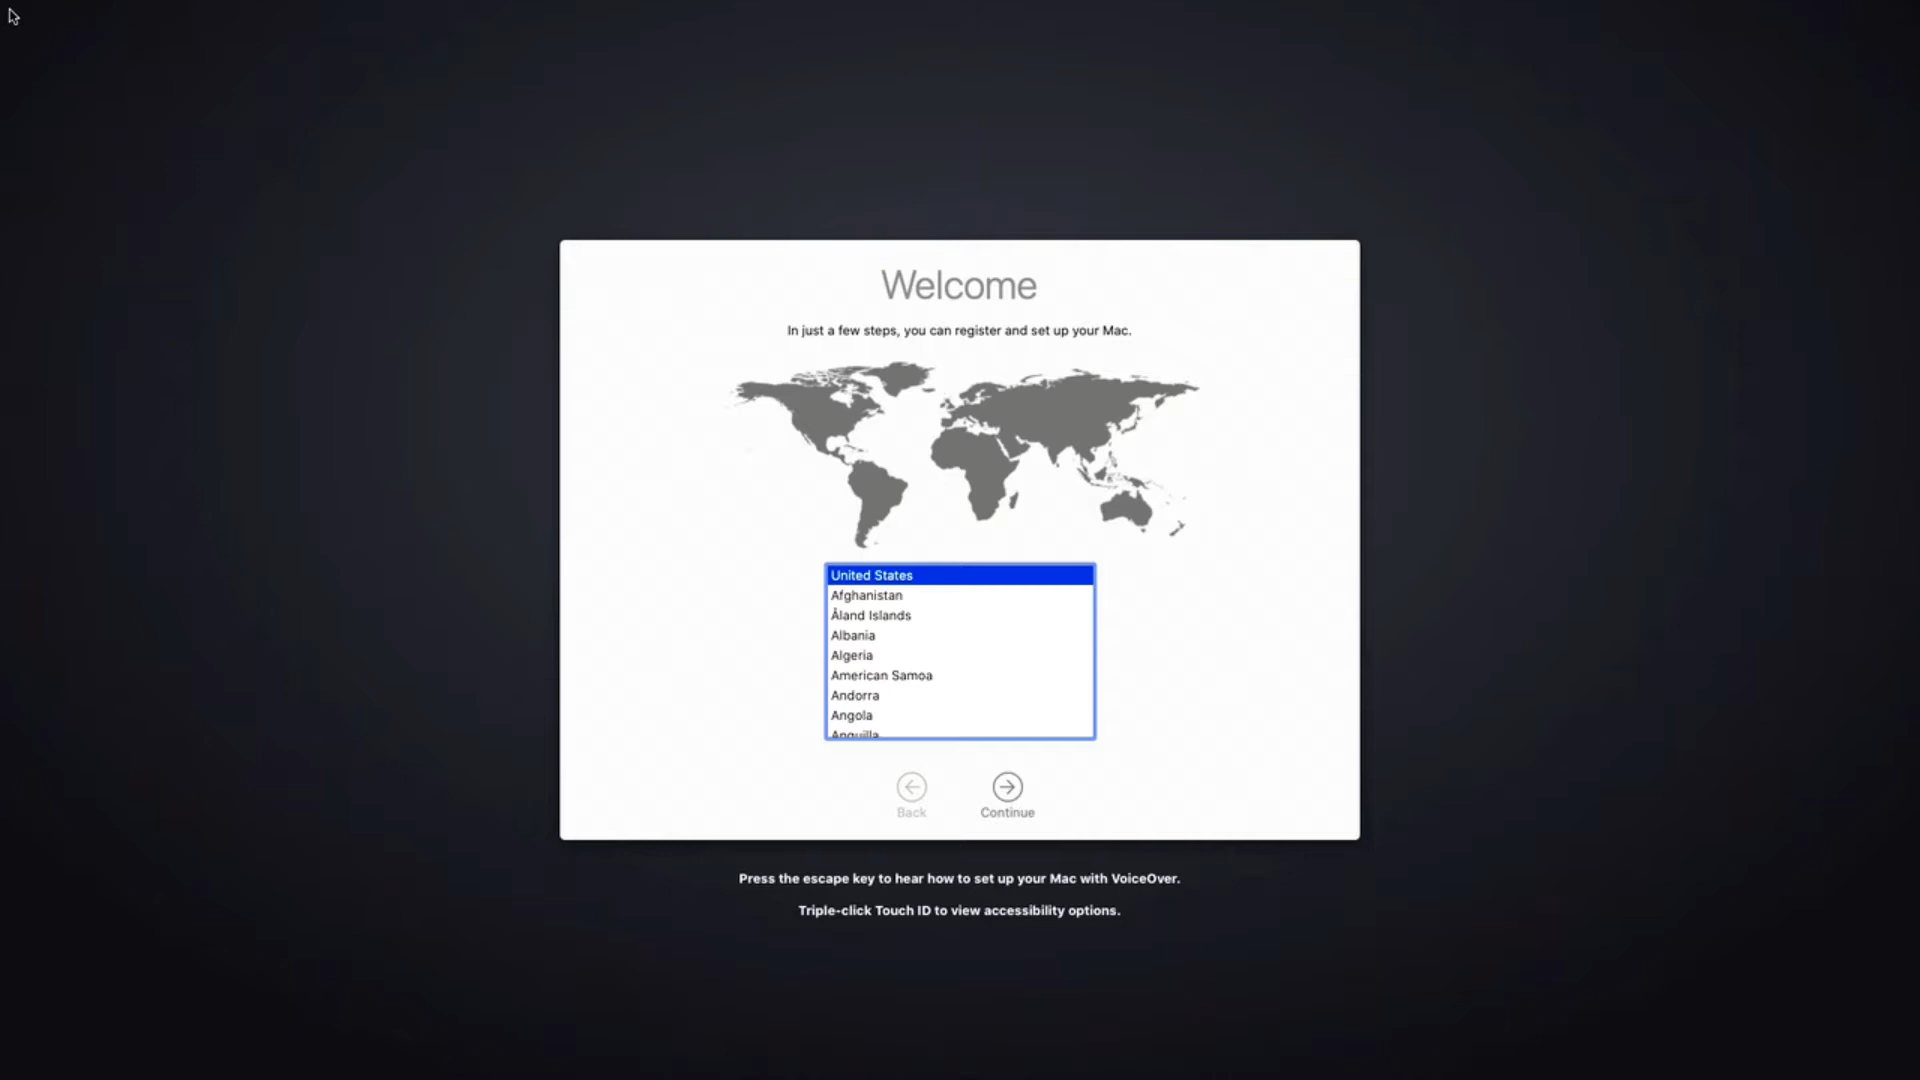 Welcome
In just a few steps, you can register and set up your Mac.
United States
Afghanistan
Åland Islands
Albania
Algeria
American Samoa
Andorra
Angola
Anguilla
Back
Continue
Press the escape key to hear how to set up your Mac with VoiceOver.
Triple-click Touch ID to view accessibility options.